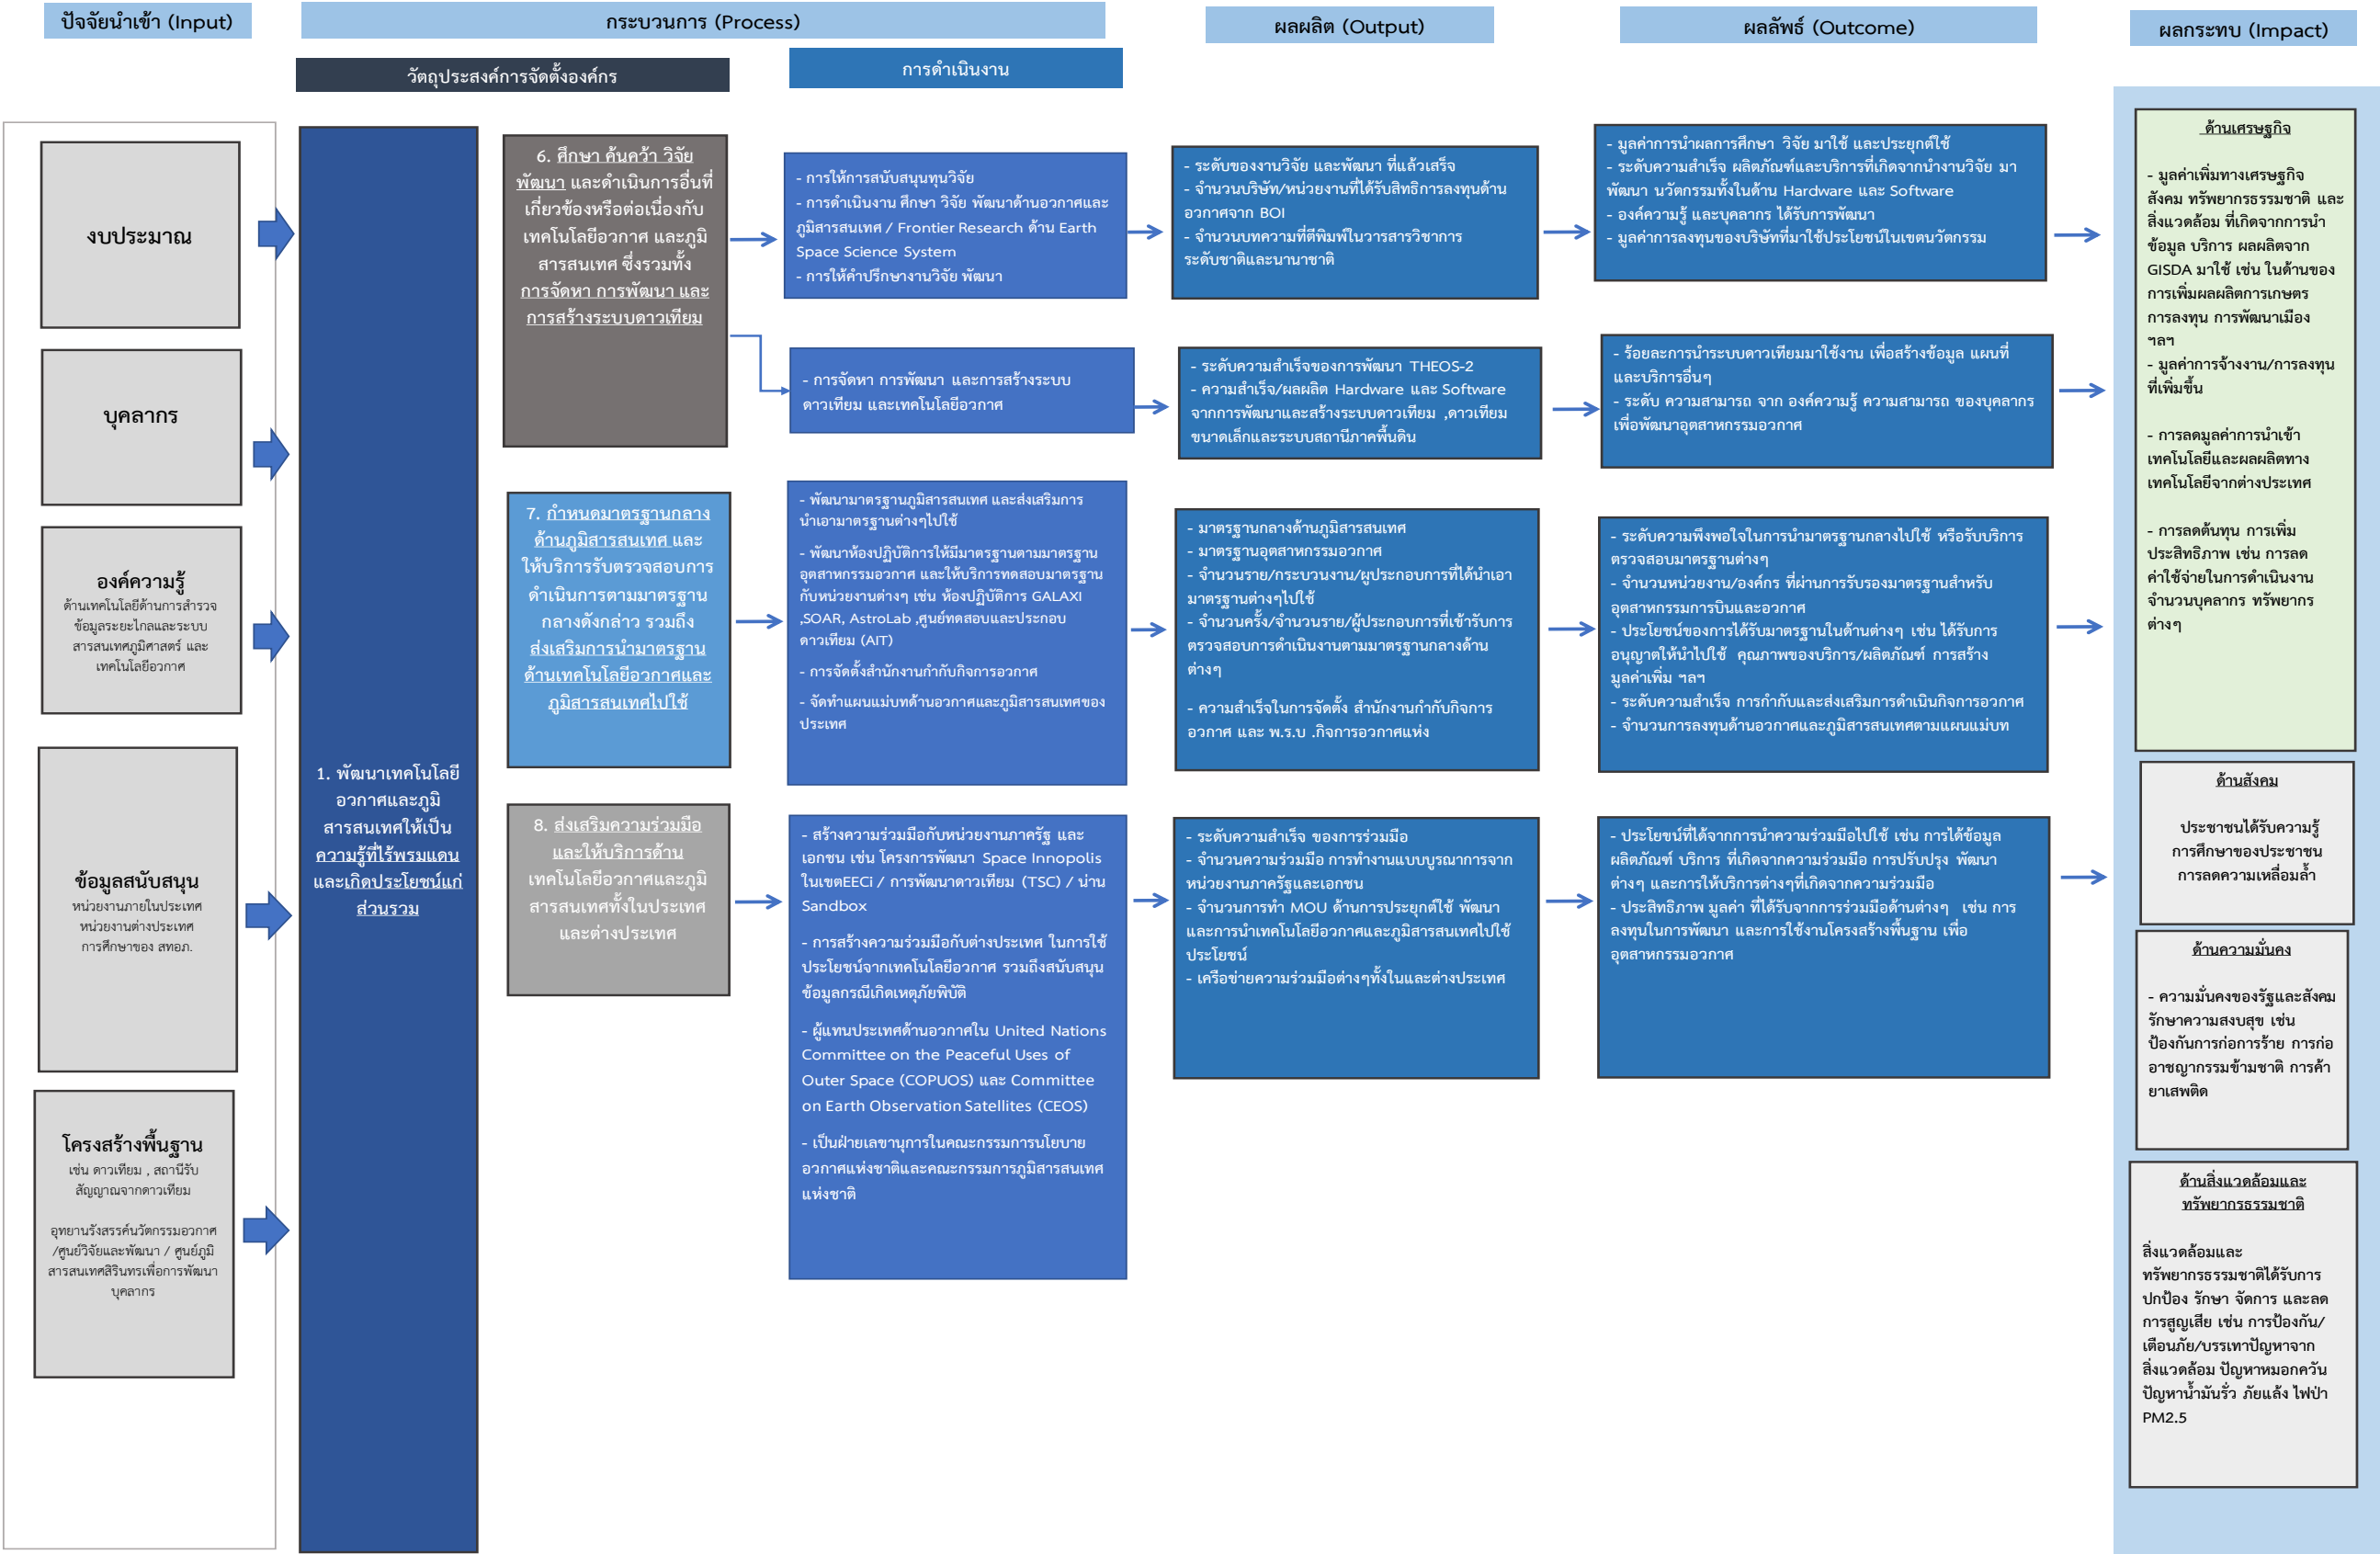 ปัจจัยนำเข้า (Input)
กระบวนการ (Process)
ผลผลิต (Output)
ผลลัพธ์ (Outcome)
ผลกระทบ (Impact)
วัตถุประสงค์การจัดตั้งองค์กร
การดำเนินงาน
งบประมาณ
บุคลากร
องค์ความรู้
ด้านเทคโนโลยีด้านการสำรวจ
ข้อมูลระยะไกลและระบบ
สารสนเทศภูมิศาสตร์ และ
เทคโนโลยีอวกาศ
ข้อมูลสนับสนุน
หน่วยงานภายในประเทศ
หน่วยงานต่างประเทศ
การศึกษาของ สทอภ.
โครงสร้างพื้นฐาน
เช่น ดาวเทียม , สถานีรับ
สัญญาณจากดาวเทียม
อุทยานรังสรรค์นวัตกรรมอวกาศ
/ศูนย์วิจัยและพัฒนา / ศูนย์ภูมิ
สารสนเทศสิรินทรเพื่อการพัฒนา
บุคลากร
1. พัฒนาเทคโนโลยี
อวกาศและภูมิ
สารสนเทศให้เป็น
ความรู้ที่ไร้พรมแดน
และเกิดประโยชน์แก่
ส่วนรวม
6. ศึกษา ค้นคว้า วิจัย
พัฒนา และดำเนินการอื่นที่
เกี่ยวข้องหรือต่อเนื่องกับ
เทคโนโลยีอวกาศ และภูมิ
สารสนเทศ ซึ่งรวมทั้ง
การจัดหา การพัฒนา และ
การสร้างระบบดาวเทียม
- การให้การสนับสนุนทุนวิจัย
- การดำเนินงาน ศึกษา วิจัย พัฒนาด้านอวกาศและ
ภูมิสารสนเทศ / Frontier Research ด้าน Earth
Space Science System
- การให้คำปรึกษางานวิจัย พัฒนา
- ระดับของงานวิจัย และพัฒนา ที่แล้วเสร็จ
- จำนวนบริษัท/หน่วยงานที่ได้รับสิทธิการลงทุนด้าน
อวกาศจาก BOI
- จำนวนบทความที่ตีพิมพ์ในวารสารวิชาการ
ระดับชาติและนานาชาติ
- มูลค่าการนำผลการศึกษา วิจัย มาใช้ และประยุกต์ใช้
- ระดับความสำเร็จ ผลิตภัณฑ์และบริการที่เกิดจากนำงานวิจัย มา
พัฒนา นวัตกรรมทั้งในด้าน Hardware และ Software
- องค์ความรู้ และบุคลากร ได้รับการพัฒนา
- มูลค่าการลงทุนของบริษัทที่มาใช้ประโยชน์ในเขตนวัตกรรม
- การจัดหา การพัฒนา และการสร้างระบบ
ดาวเทียม และเทคโนโลยีอวกาศ
- ระดับความสำเร็จของการพัฒนา THEOS-2
- ความสำเร็จ/ผลผลิต Hardware และ Software
จากการพัฒนาและสร้างระบบดาวเทียม ,ดาวเทียม
ขนาดเล็กและระบบสถานีภาคพื้นดิน
- ร้อยละการนำระบบดาวเทียมมาใช้งาน เพื่อสร้างข้อมูล แผนที่
และบริการอื่นๆ
- ระดับ ความสามารถ จาก องค์ความรู้ ความสามารถ ของบุคลากร
เพื่อพัฒนาอุตสาหกรรมอวกาศ
7. กำหนดมาตรฐานกลาง
ด้านภูมิสารสนเทศ และ
ให้บริการรับตรวจสอบการ
ดำเนินการตามมาตรฐาน
กลางดังกล่าว รวมถึง
ส่งเสริมการนำมาตรฐาน
ด้านเทคโนโลยีอวกาศและ
ภูมิสารสนเทศไปใช้
- พัฒนามาตรฐานภูมิสารสนเทศ และส่งเสริมการ
นำเอามาตรฐานต่างๆไปใช้
- พัฒนาห้องปฏิบัติการให้มีมาตรฐานตามมาตรฐาน
อุตสาหกรรมอวกาศ และให้บริการทดสอบมาตรฐาน
กับหน่วยงานต่างๆ เช่น ห้องปฏิบัติการ GALAXI
,SOAR, AstroLab ,ศูนย์ทดสอบและประกอบ
ดาวเทียม (AIT)
- การจัดตั้งสำนักงานกำกับกิจการอวกาศ
- จัดทำแผนแม่บทด้านอวกาศและภูมิสารสนเทศของ
ประเทศ
- มาตรฐานกลางด้านภูมิสารสนเทศ
- มาตรฐานอุตสาหกรรมอวกาศ
- จำนวนราย/กระบวนงาน/ผูประกอบการที่ได้นำเอา
มาตรฐานต่างๆไปใช้
- จำนวนครั้ง/จำนวนราย/ผู้ประกอบการที่เข้ารับการ
ตรวจสอบการดำเนินงานตามมาตรฐานกลางด้าน
ต่างๆ
- ความสำเร็จในการจัดตั้ง สำนักงานกำกับกิจการ
อวกาศ และ พ.ร.บ .กิจการอวกาศแห่ง
- ระดับความพึงพอใจในการนำมาตรฐานกลางไปใช้ หรือรับบริการ
ตรวจสอบมาตรฐานต่างๆ
- จำนวนหน่วยงาน/องค์กร ที่ผ่านการรับรองมาตรฐานสำหรับ
อุตสาหกรรมการบินและอวกาศ
- ประโยชน์ของการได้รับมาตรฐานในด้านต่างๆ เช่น ได้รับการ
อนุญาตให้นำไปใช้ คุณภาพของบริการ/ผลิตภัณฑ์ การสร้าง
มูลค่าเพิ่ม ฯลฯ
- ระดับความสำเร็จ การกำกับและส่งเสริมการดำเนินกิจการอวกาศ
- จำนวนการลงทุนด้านอวกาศและภูมิสารสนเทศตามแผนแม่บท
8. ส่งเสริมความร่วมมือ
และให้บริการด้าน
เทคโนโลยีอวกาศและภูมิ
สารสนเทศทั้งในประเทศ
และต่างประเทศ
- สร้างความร่วมมือกับหน่วยงานภาครัฐ และ
เอกชน เช่น โครงการพัฒนา Space Innopolis
ในเขตEECi / การพัฒนาดาวเทียม (TSC) / น่าน
Sandbox
- การสร้างความร่วมมือกับต่างประเทศ ในการใช้
ประโยชน์จากเทคโนโลยีอวกาศ รวมถึงสนับสนุน
ข้อมูลกรณีเกิดเหตุภัยพิบัติ
- ผู้แทนประเทศด้านอวกาศใน United Nations
Committee on the Peaceful Uses of
Outer Space (COPUOS) และ Committee
on Earth Observation Satellites (CEOS)
- เป็นฝ่ายเลขานุการในคณะกรรมการนโยบาย
อวกาศแห่งชาติและคณะกรรมการภูมิสารสนเทศ
แห่งชาติ
- ระดับความสำเร็จ ของการร่วมมือ
- จำนวนความร่วมมือ การทำงานแบบบูรณาการจาก
หน่วยงานภาครัฐและเอกชน
- จำนวนการทำ MOU ด้านการประยุกต์ใช้ พัฒนา
และการนำเทคโนโลยีอวกาศและภูมิสารสนเทศไปใช้
ประโยชน์
- เครือข่ายความร่วมมือต่างๆทั้งในและต่างประเทศ
- ประโยขน์ที่ได้จากการนำความร่วมมือไปใช้ เช่น การได้ข้อมูล
ผลิตภัณฑ์ บริการ ที่เกิดจากความร่วมมือ การปรับปรุง พัฒนา
ต่างๆ และการให้บริการต่างๆที่เกิดจากความร่วมมือ
- ประสิทธิภาพ มูลค่า ที่ได้รับจากการร่วมมือด้านต่างๆ เช่น การ
ลงทุนในการพัฒนา และการใช้งานโครงสร้างพื้นฐาน เพื่อ
อุตสาหกรรมอวกาศ
ด้านเศรษฐกิจ
- มูลค่าเพิ่มทางเศรษฐกิจ
สังคม ทรัพยากรธรรมชาติ และ
สิ่งแวดล้อม ที่เกิดจากการนำ
ข้อมูล บริการ ผลผลิตจาก
GISDA มาใช้ เช่น ในด้านของ
การเพิ่มผลผลิตการเกษตร
การลงทุน การพัฒนาเมือง
ฯลฯ
- มูลค่าการจ้างงาน/การลงทุน
ที่เพิ่มขึ้น
- การลดมูลค่าการนำเข้า
เทคโนโลยีและผลผลิตทาง
เทคโนโลยีจากต่างประเทศ
- การลดต้นทุน การเพิ่ม
ประสิทธิภาพ เช่น การลด
ค่าใช้จ่ายในการดำเนินงาน
จำนวนบุคลากร ทรัพยากร
ต่างๆ
ด้านสังคม
ประชาชนได้รับความรู้
การศึกษาของประชาชน
การลดความเหลื่อมล้ำ
ด้านความมั่นคง
- ความมั่นคงของรัฐและสังคม
รักษาความสงบสุข เช่น
ป้องกันการก่อการร้าย การก่อ
อาชญากรรมข้ามชาติ การค้า
ยาเสพติด
ด้านสิ่งแวดล้อมและ
ทรัพยากรธรรมชาติ
สิ่งแวดล้อมและ
ทรัพยากรธรรมชาติได้รับการ
ปกป้อง รักษา จัดการ และลด
การสูญเสีย เช่น การป้องกัน/
เตือนภัย/บรรเทาปัญหาจาก
สิ่งแวดล้อม ปัญหาหมอกควัน
ปัญหาน้ำมันรั่ว ภัยแล้ง ไฟป่า
PM2.5